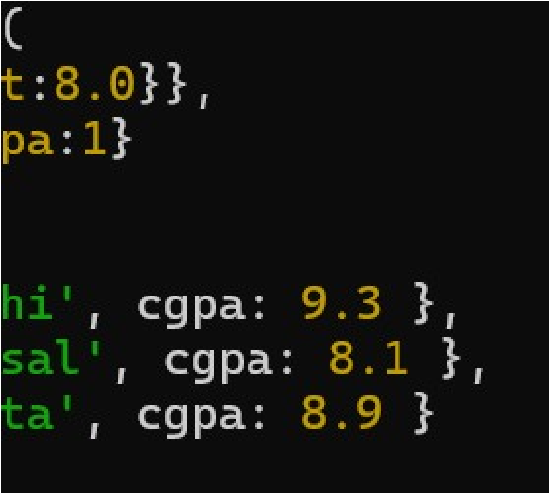 (
t:8.0}},
pa:1}
hi', cgpa: 9.3 },
sal', cgpa: 8.1 },
ta', cgpa: 8.9 }